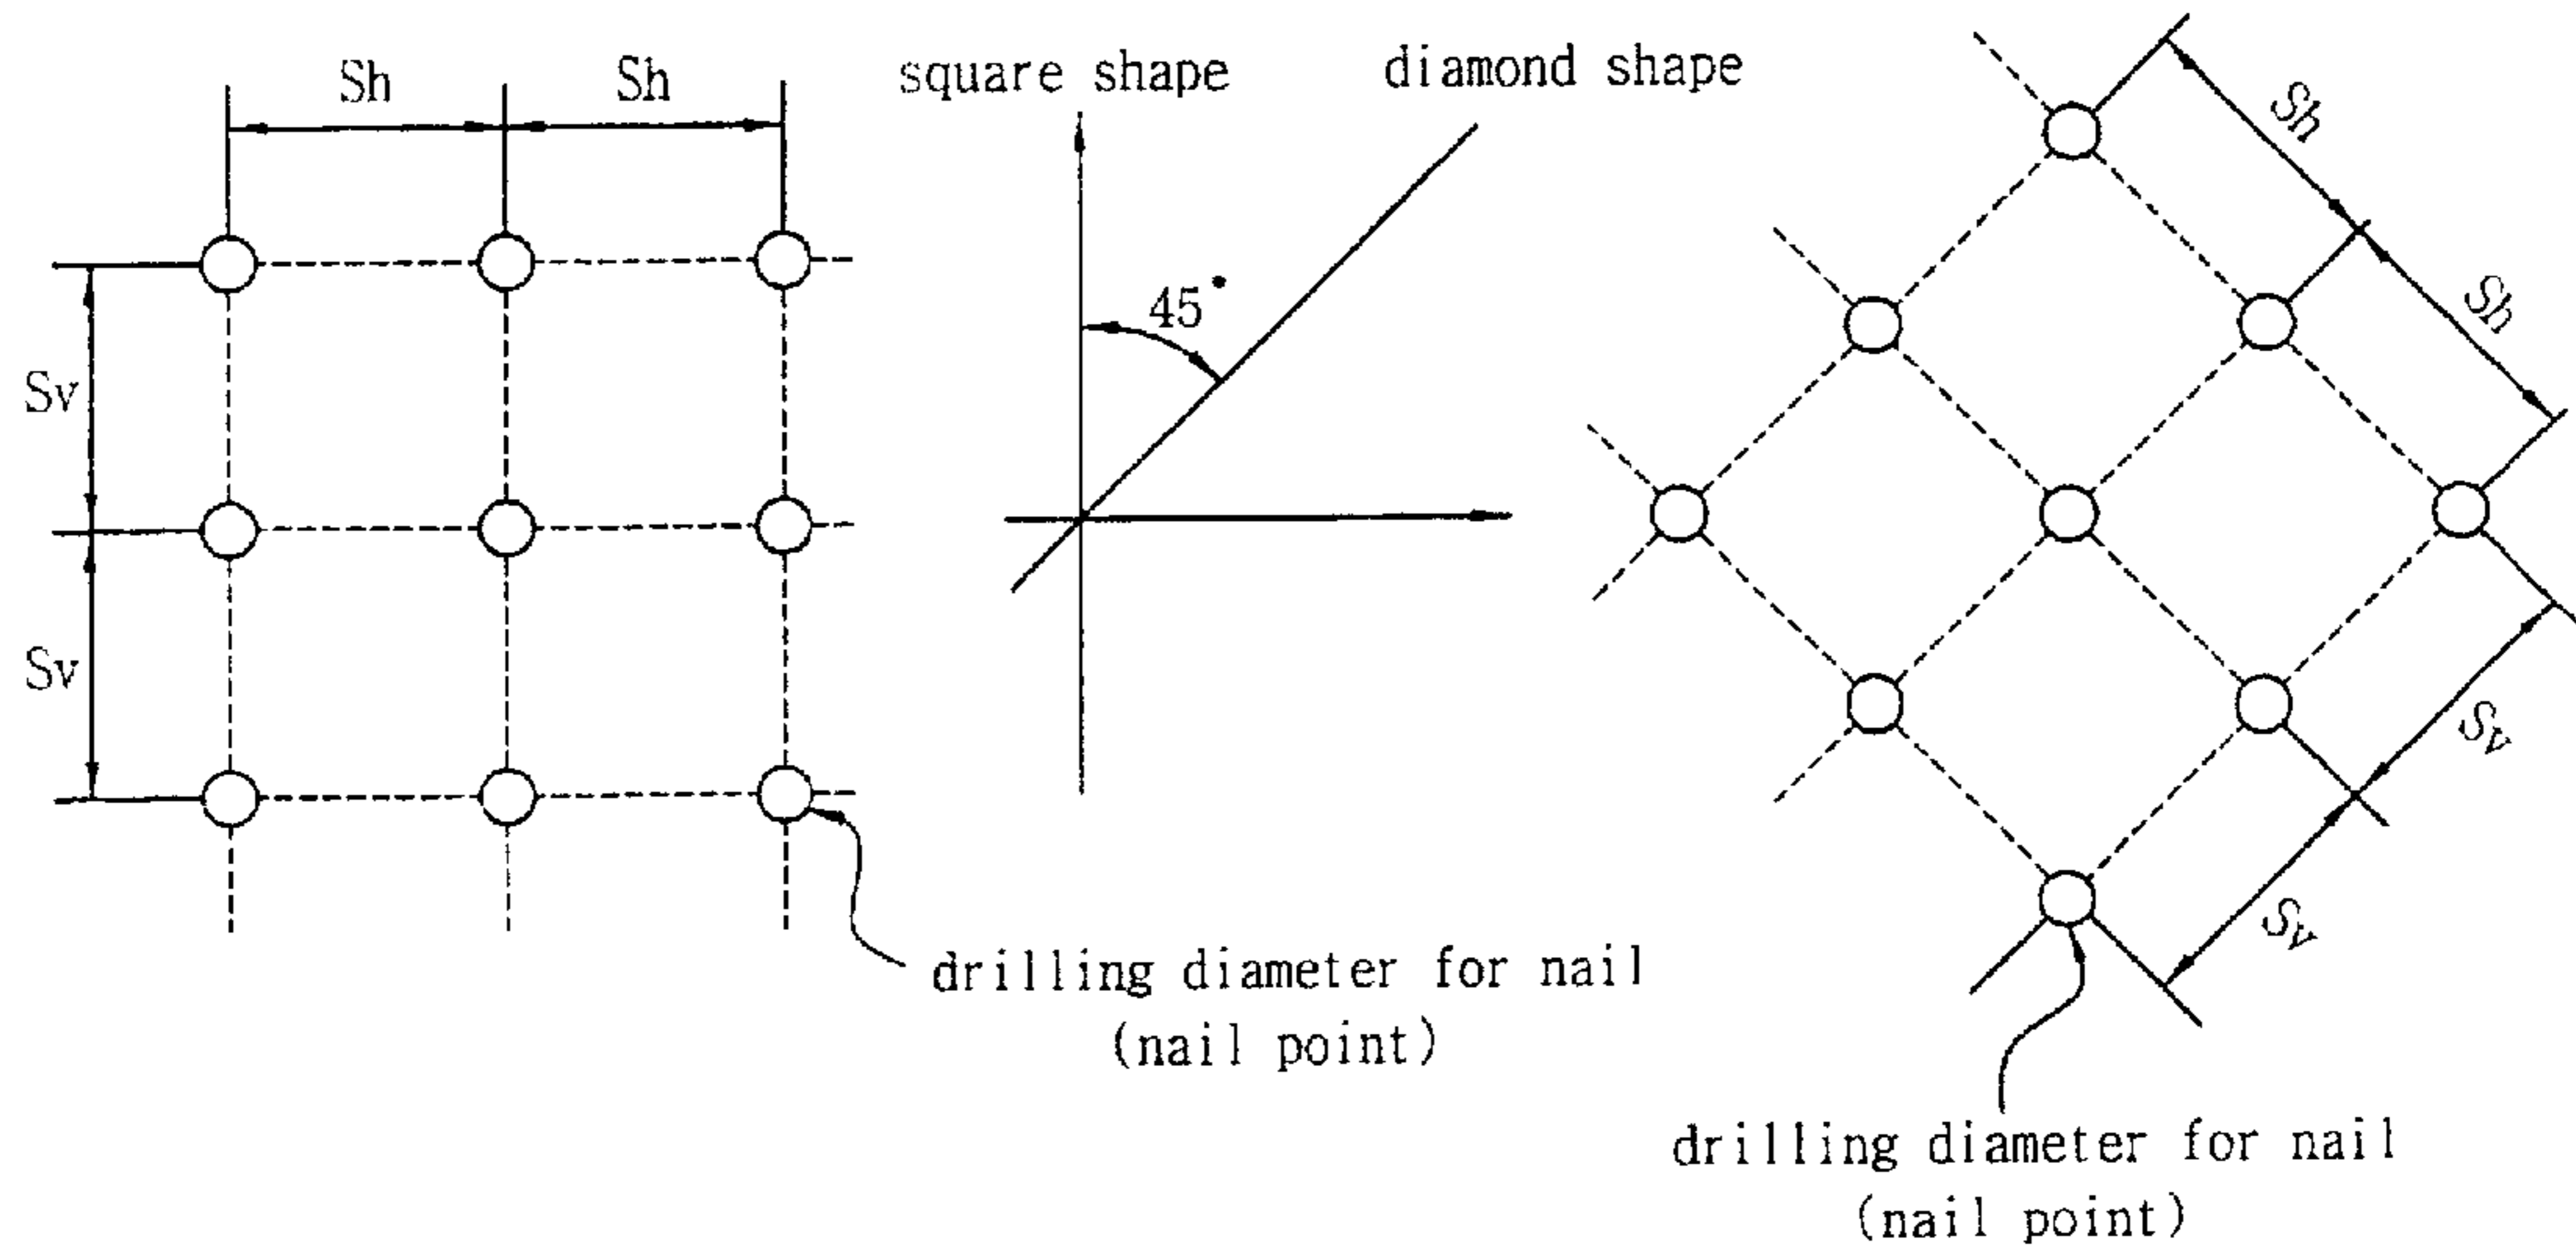 Sh
Sh
square shape
diamond shape
Sh
45°
Sh
Sv
Sv
Sv
Sv
drilling diameter for nail
(nail point)
drilling diameter for nail
(nail point)